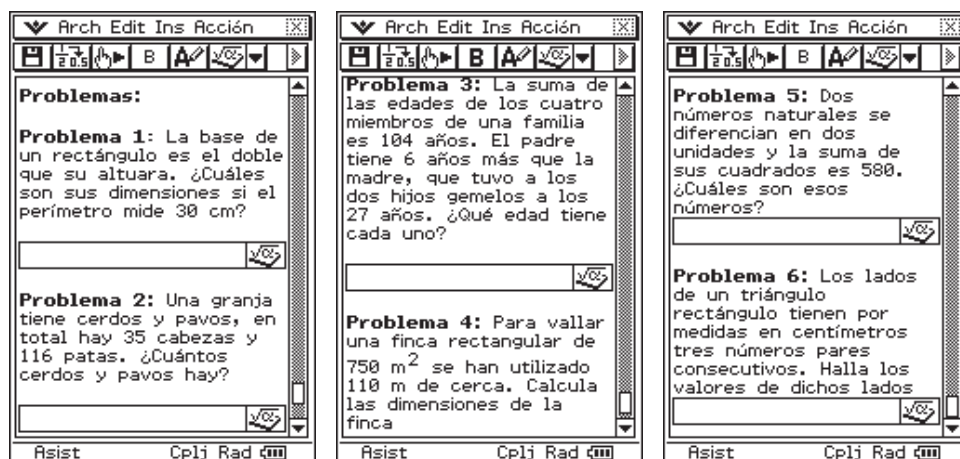 Arch Edit Ins Acción
B
Problemas:
Problema 1: La base de
un rectángulo es el doble
que su altuara. ¿Cuáles
son sus dimensiones si el
perímetro mide 30 cm?
Problema 2: Una granja
tiene cerdos y pavos, en
total hay 35 cabezas y
116 patas. ¿Cuántos
cerdos y pavos hay?
Asist Cplj Rad
Arch Edit Ins Acción
B
Problema 3: La suma de
las edades de los cuatro
miembros de una familia
es 104 años. El padre
tiene 6 años más que la
madre, que tuvo a los
dos hijos gemelos a los
27 años. ¿Qué edad tiene
cada uno?
Problema 4: Para vallar
una finca rectangular de
750 m² se han utilizado
110 m de cerca. Calcula
las dimensiones de la
finca
Asist Cplj Rad
Arch Edit Ins Acción
B
Problema 5: Dos
números naturales se
diferencian en dos
unidades y la suma de
sus cuadrados es 580.
¿Cuáles son esos
números?
Problema 6: Los lados
de un triángulo
rectángulo tienen por
medidas en centímetros
tres números pares
consecutivos. Halla los
valores de dichos lados
Asist Cplj Rad